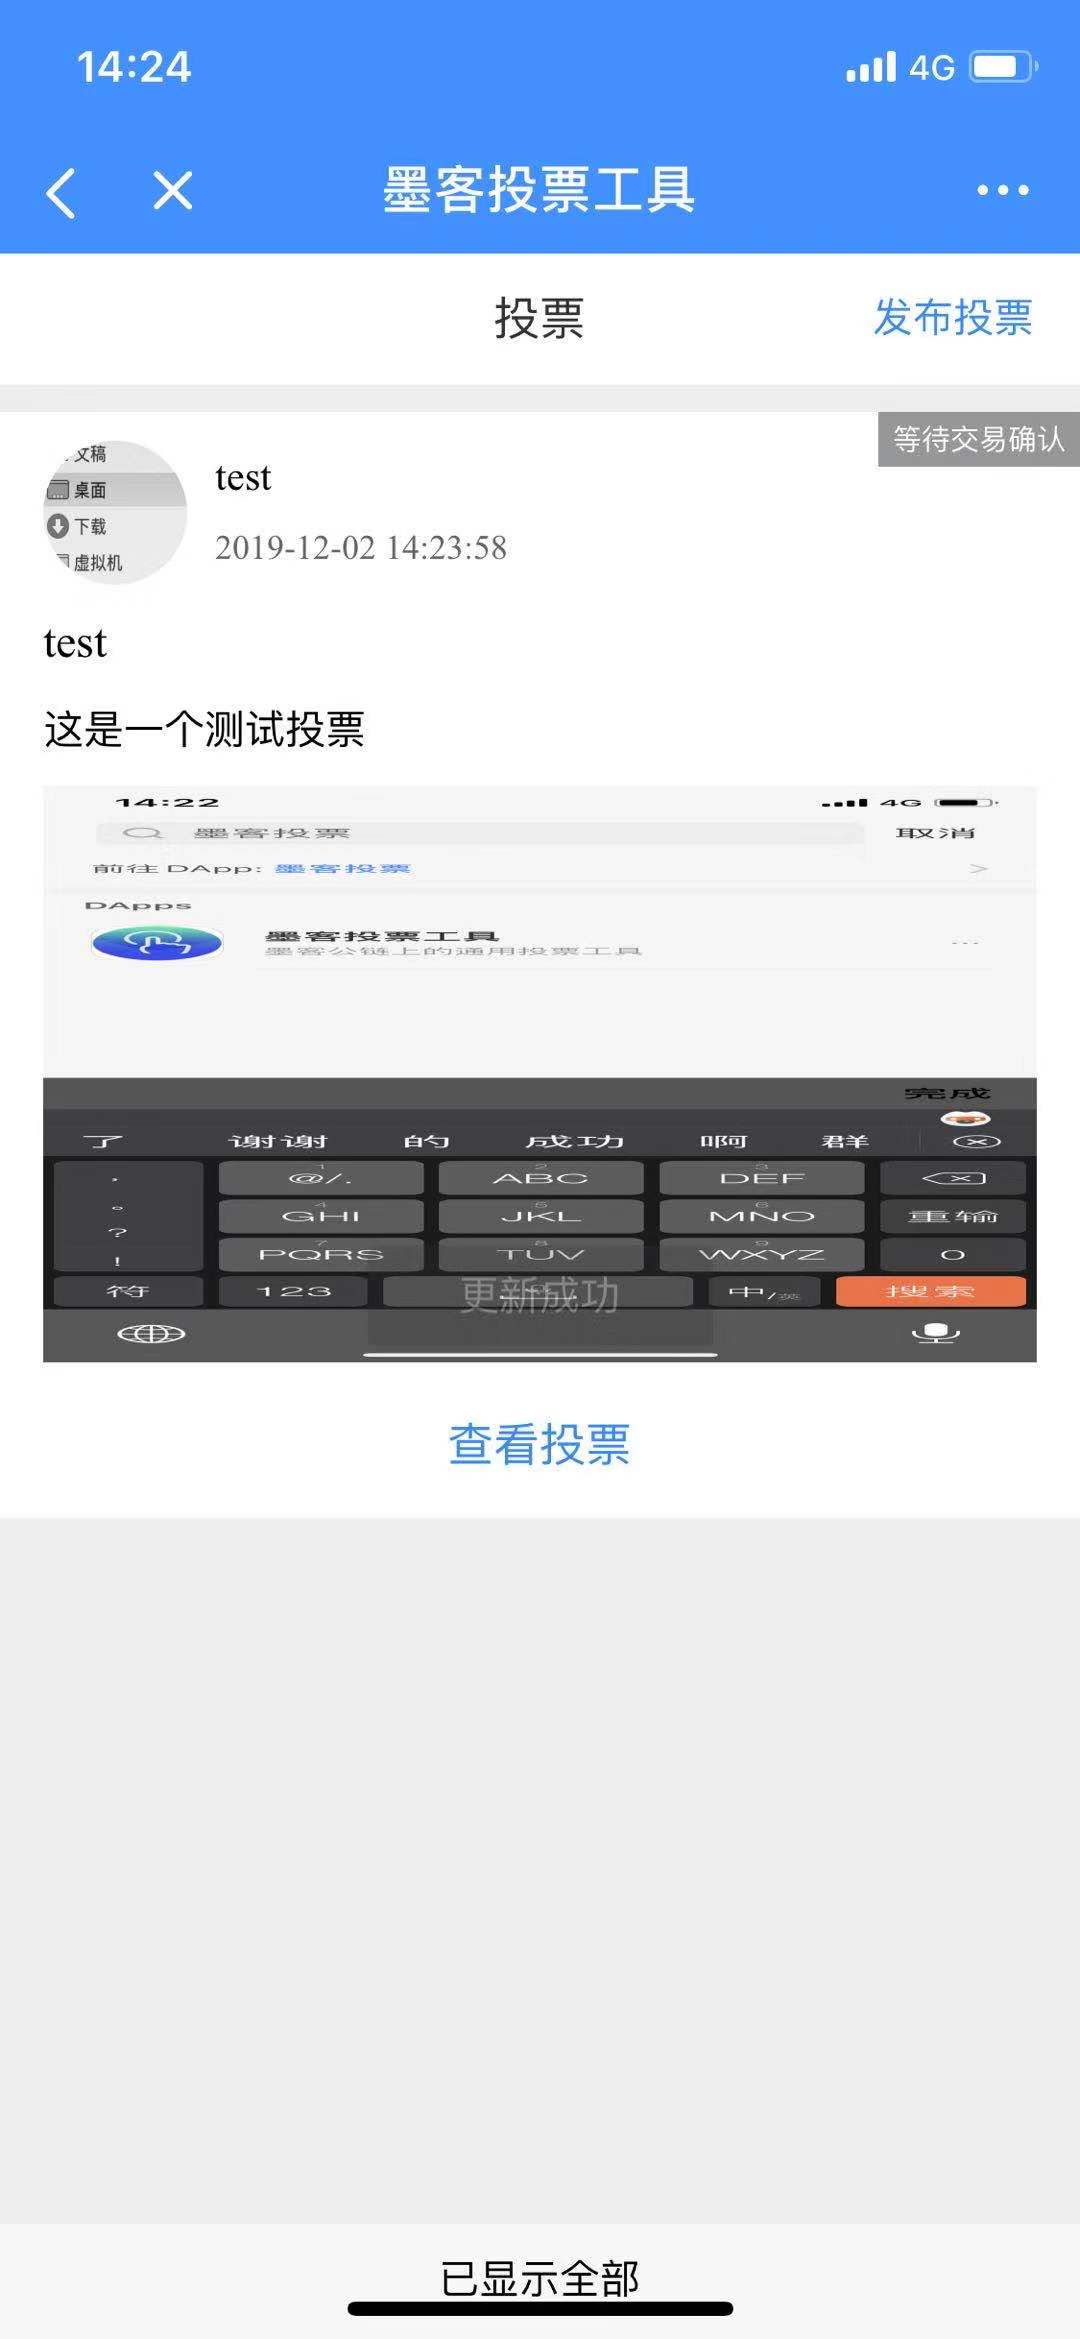 14:24
4G
墨客投票工具
投票
发布投票
等待交易确认
文稿
桌面
下载
虚拟机
test
2019-12-02 14:23:58
test
这是一个测试投票
14:22
4G
墨客投票
取消
前往 DApp: 墨客投票
DApps
墨客投票工具
墨客公链上的通用投票工具
完成
了 谢谢 的 成功 啊 群
，
。
?
!
1
@/.
2
ABC
3
DEF
4
GHI
5
JKL
6
MNO
重输
7
PQRS
8
TUV
9
WXYZ
0
符
123
更新成功
中/英
搜索
查看投票
已显示全部